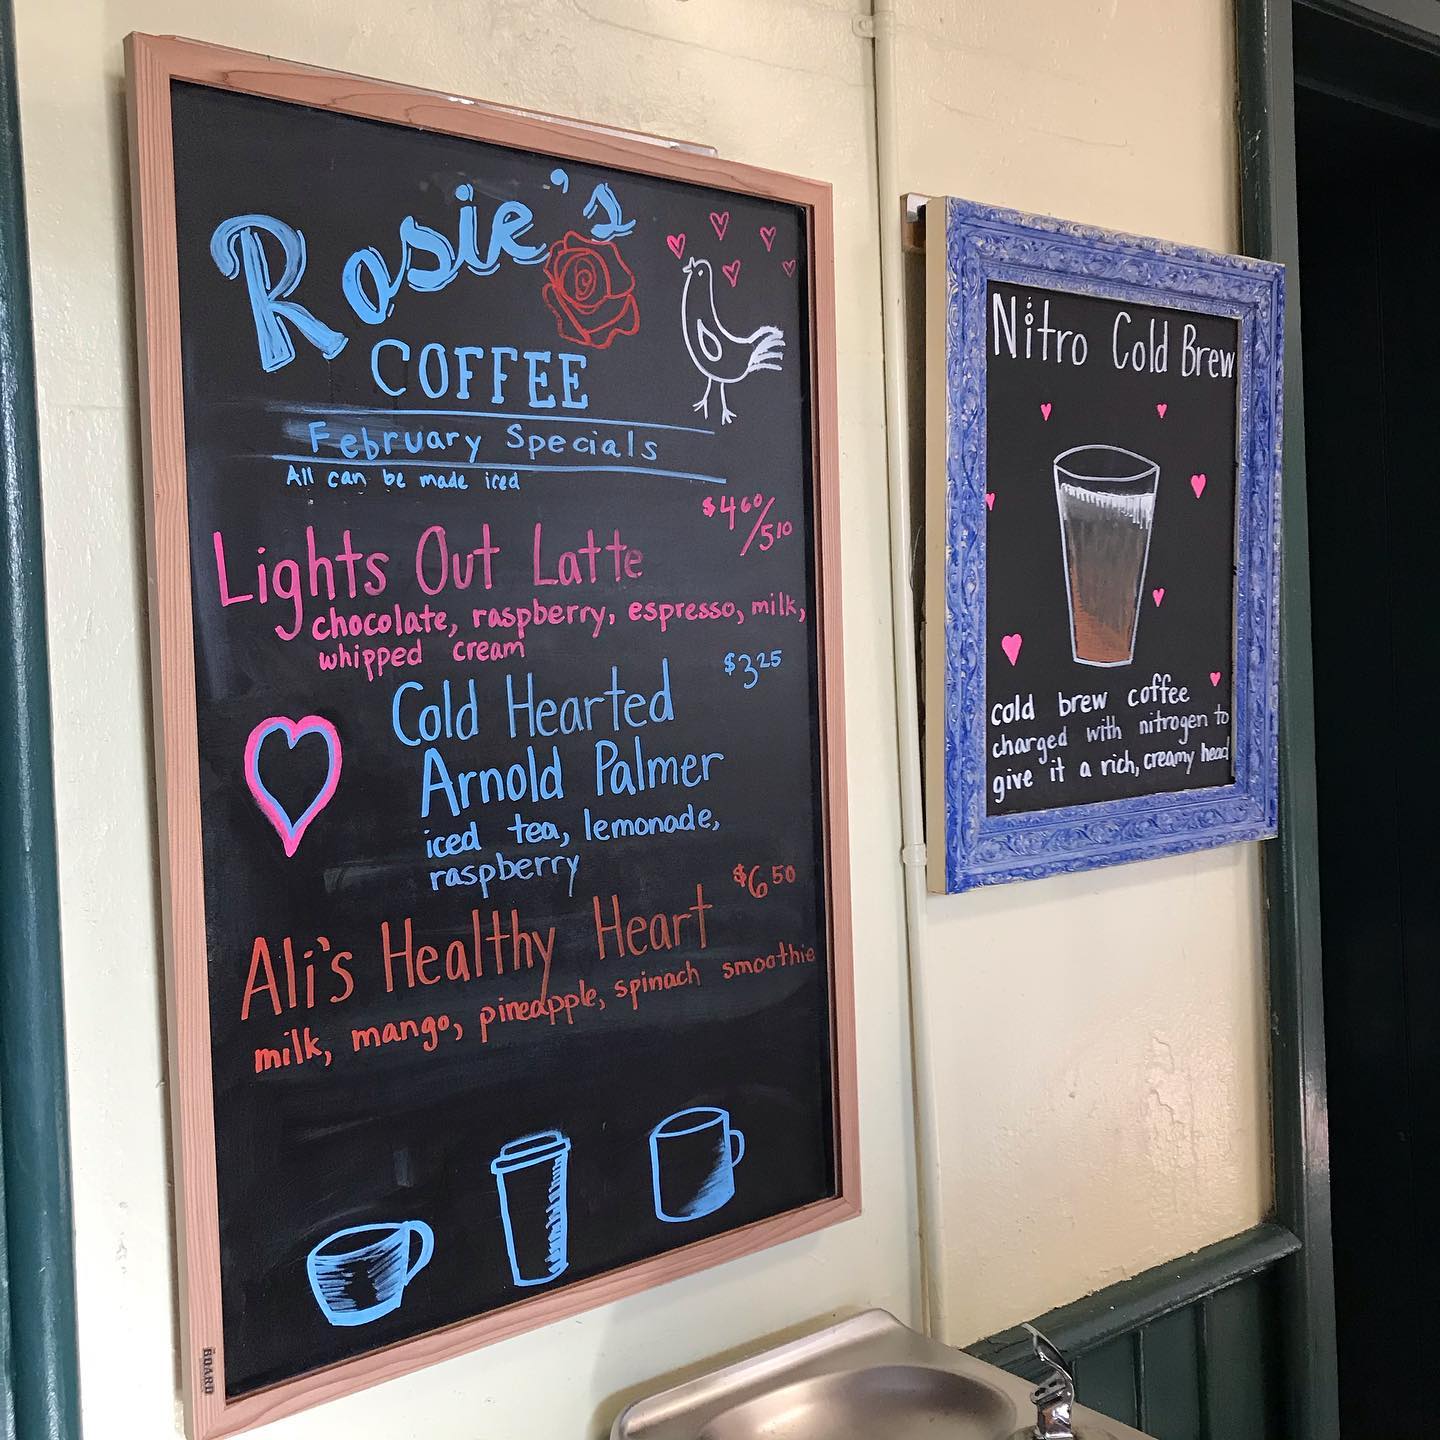 Rosie's
COFFEE
February Specials
All can be made iced
Lights Out Latte $4 60/5 10
chocolate, raspberry, espresso, milk,
whipped cream
Cold Hearted $3 25
Arnold Palmer
iced tea, lemonade,
raspberry
Ali's Healthy Heart $6 50
milk, mango, pineapple, spinach smoothie
BOARD
Nitro Cold Brew
cold brew coffee
charged with nitrogen to
give it a rich, creamy head